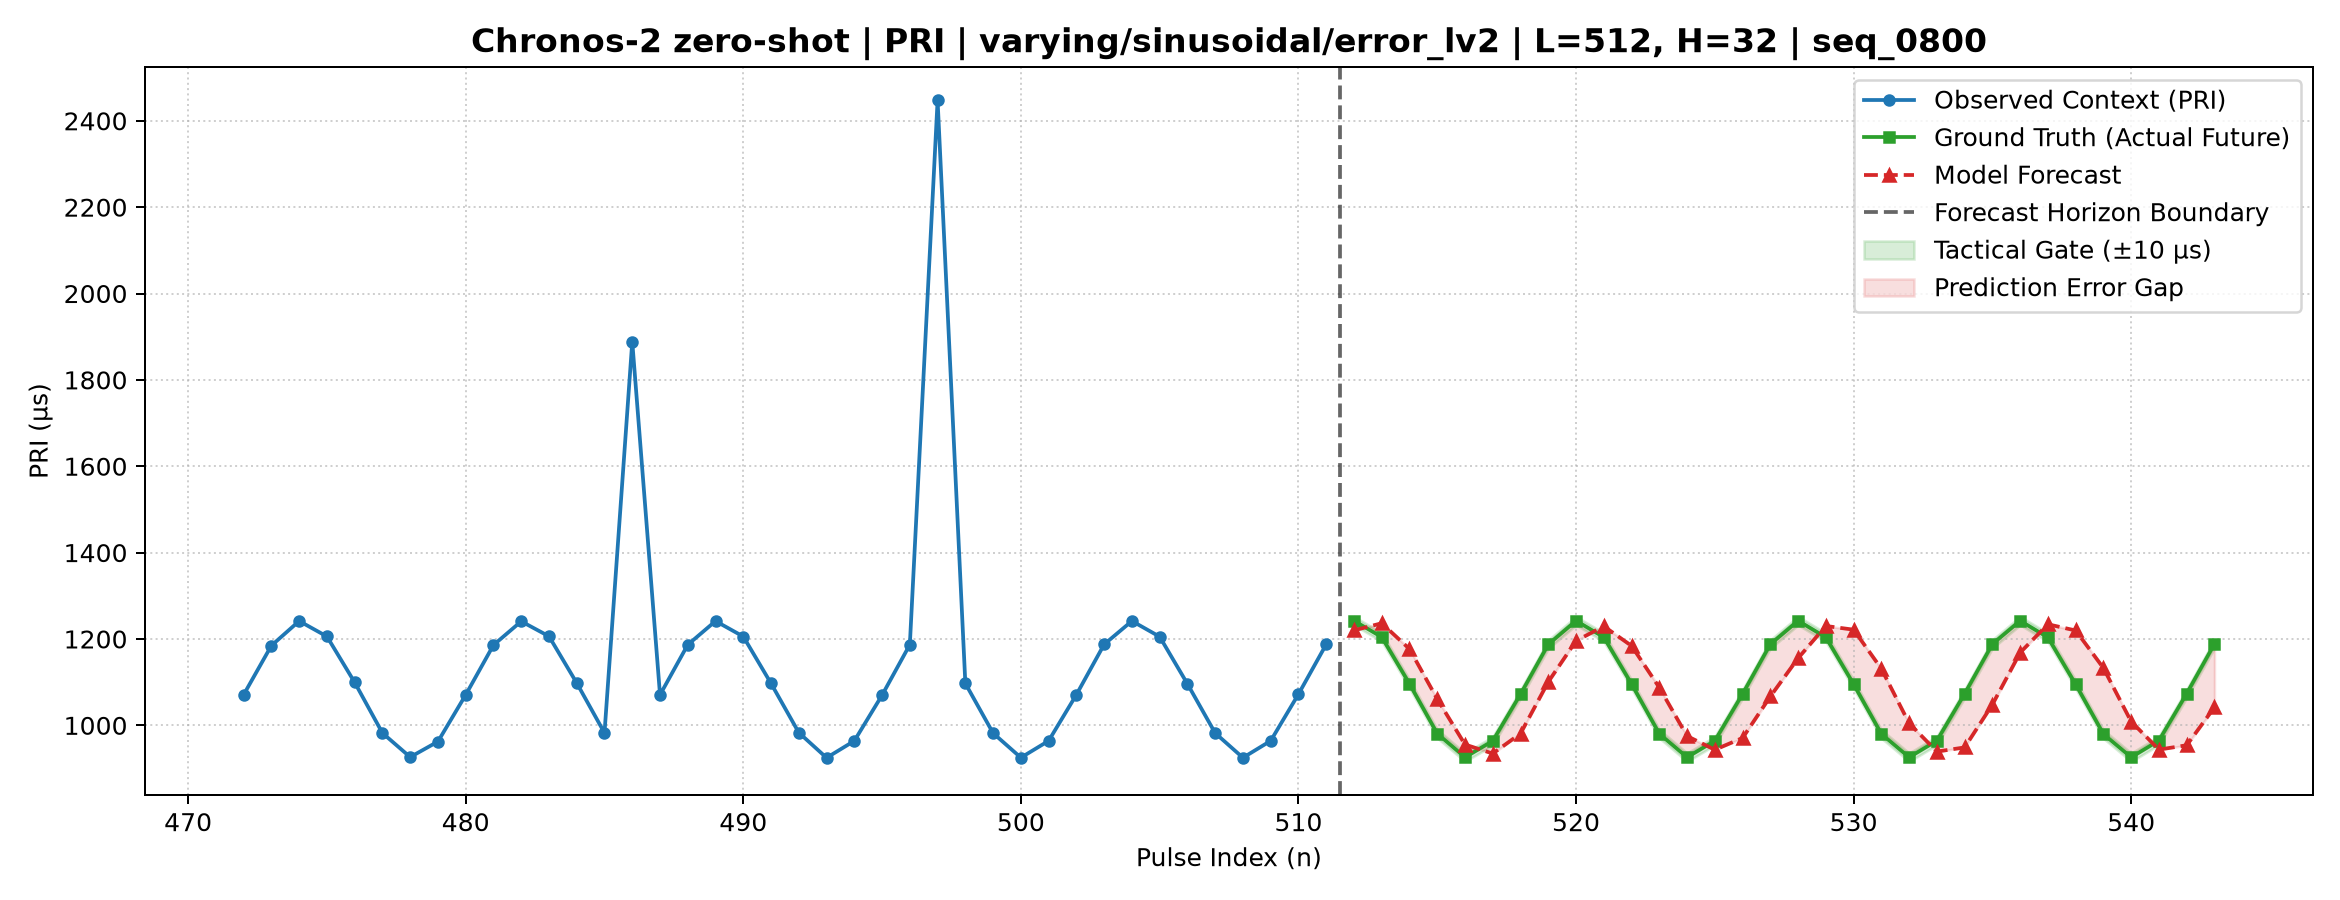 Chronos-2 zero-shot | PRI | varying/sinusoidal/error_lv2 | L=512, H=32 | seq_0800
Observed Context (PRI)
Ground Truth (Actual Future)
Model Forecast
Forecast Horizon Boundary
Tactical Gate (±10 µs)
Prediction Error Gap
PRI (µs)
2400
2200
2000
1800
1600
1400
1200
1000
470 480 490 500 510 520 530 540
Pulse Index (n)